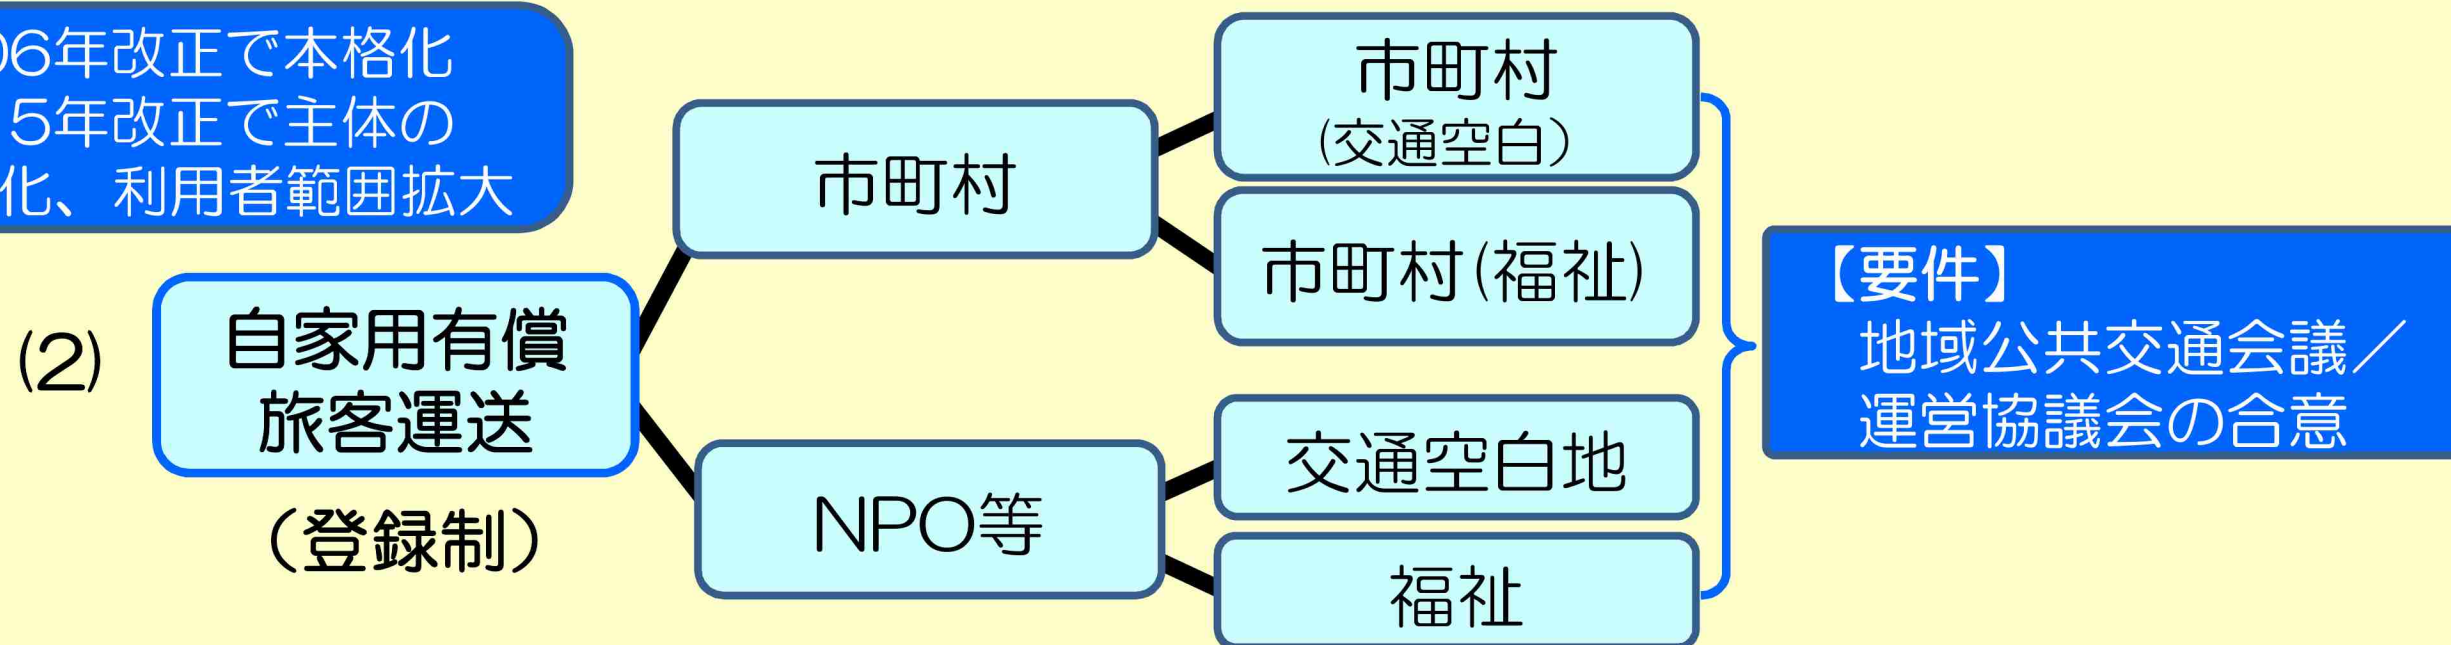 06年改正で本格化
5年改正で主体の
化、利用者範囲拡大
(2)
自家用有償
旅客運送
（登録制）
市町村
NPO等
市町村
(交通空白)
市町村(福祉)
交通空白地
福祉
【要件】
地域公共交通会議／
運営協議会の合意